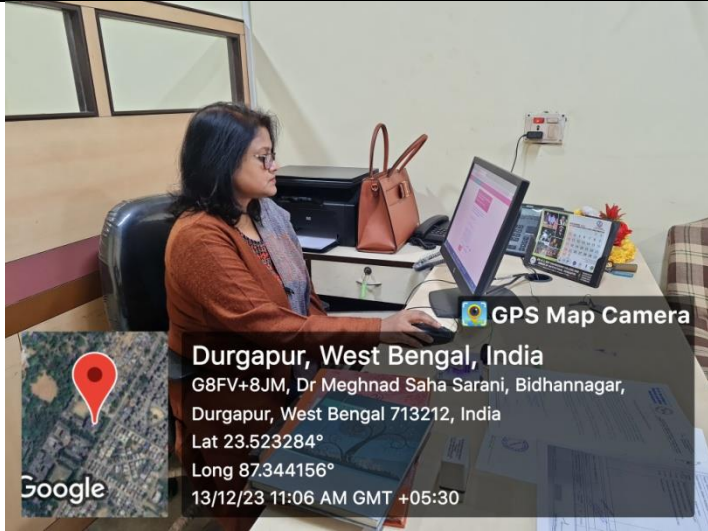 GPS Map Camera
Durgapur, West Bengal, India
G8FV+8JM, Dr Meghnad Saha Sarani, Bidhannagar,
Durgapur, West Bengal 713212, India
Lat 23.523284°
Long 87.344156°
13/12/23 11:06 AM GMT +05:30
Google